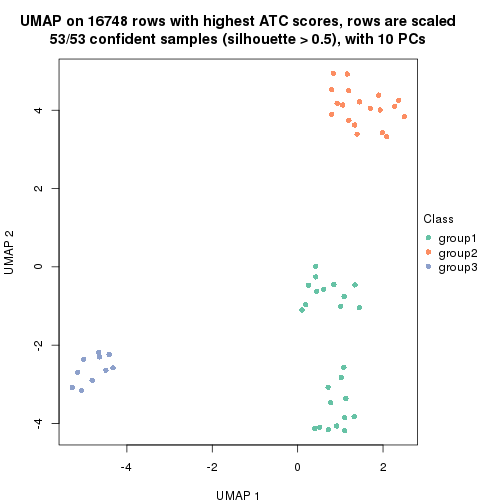 UMAP on 16748 rows with highest ATC scores, rows are scaled
53/53 confident samples (silhouette > 0.5), with 10 PCs
4
2
0
-2
-4
UMAP 2
-4
-2
0
2
UMAP 1
Class
group1
group2
group3